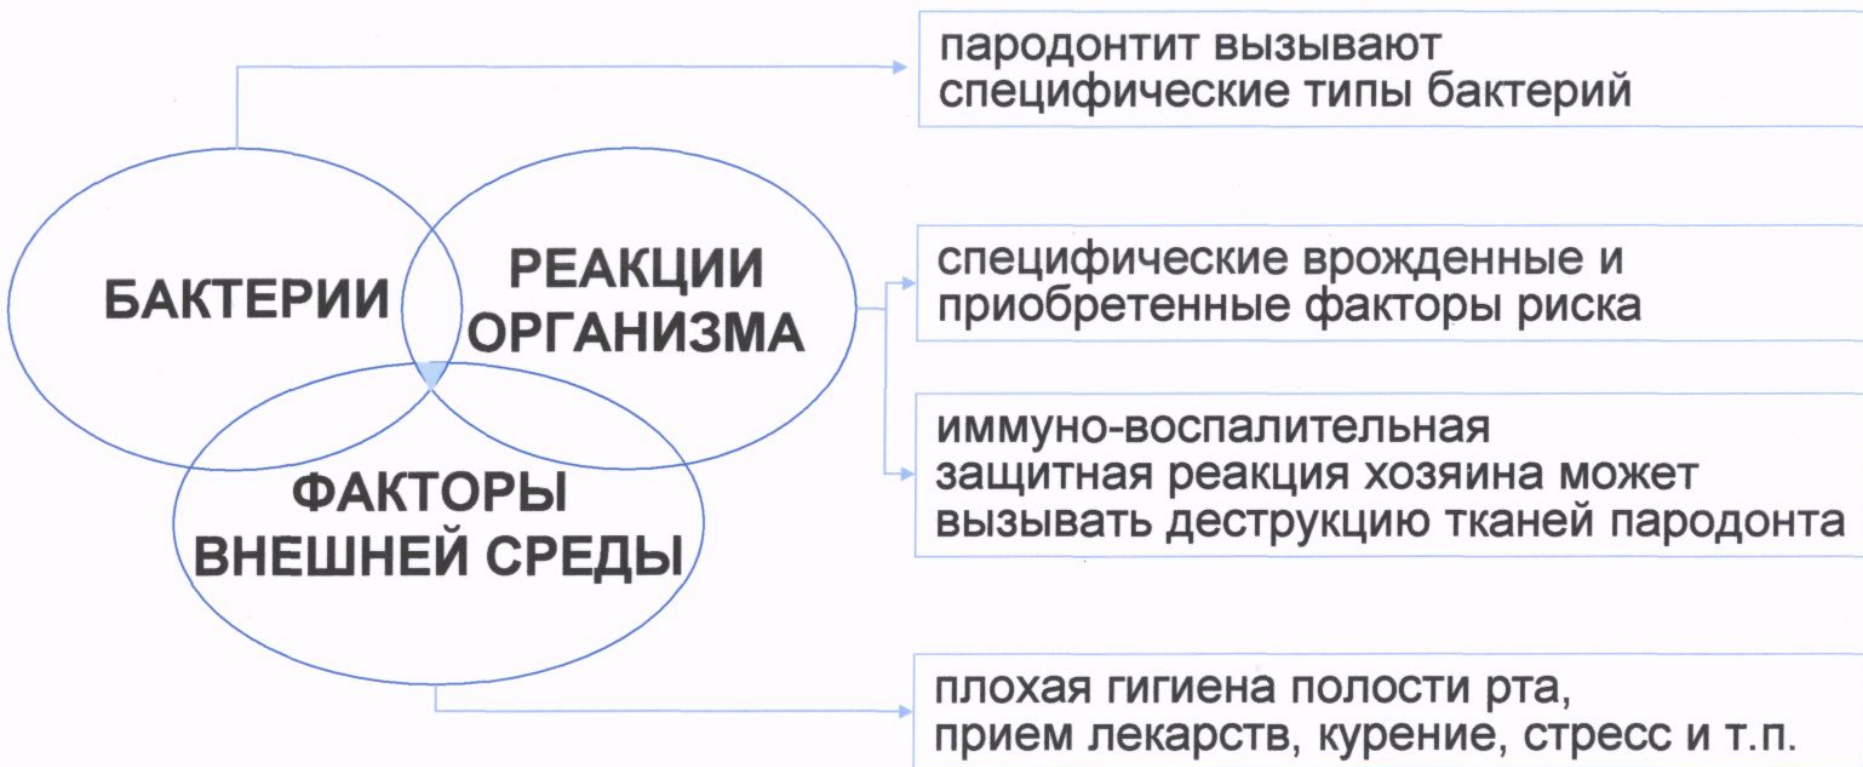 пародонтит вызывают
специфические типы бактерий
БАКТЕРИИ
РЕАКЦИИ
ОРГАНИЗМА
специфические врожденные и
приобретенные факторы риска
иммуно-воспалительная
защитная реакция хозяина может
вызывать деструкцию тканей пародонта
ФАКТОРЫ
ВНЕШНЕЙ СРЕДЫ
плохая гигиена полости рта,
прием лекарств, курение, стресс и т.п.